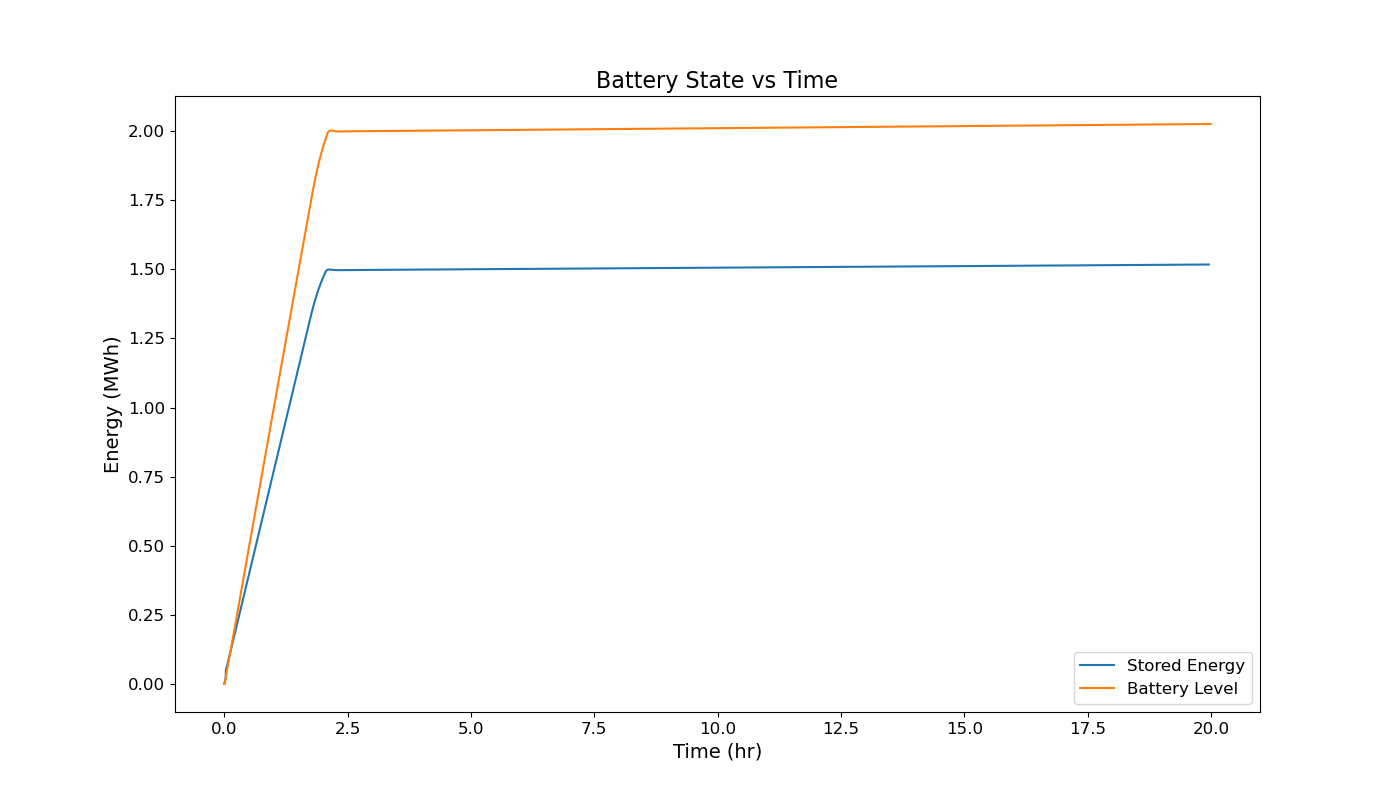 Battery State vs Time
2.00
1.75
1.50
1.25
1.00
0.75
0.50
0.25
0.00
Energy (MWh)
0.0 2.5 5.0 7.5 10.0 12.5 15.0 17.5 20.0
Time (hr)
Stored Energy
Battery Level